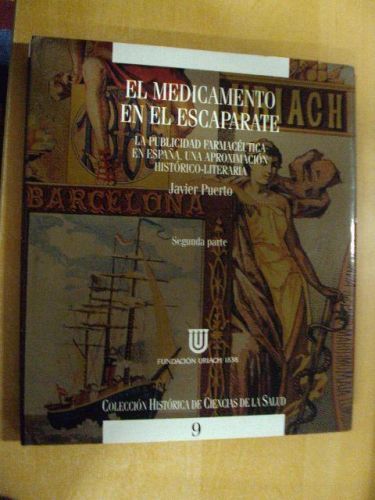 EL MEDICAMENTO
EN EL ESCAPARATE
LA PUBLICIDAD FARMACÉUTICA
EN ESPAÑA. UNA APROXIMACIÓN
HISTÓRICO-LITERARIA
Javier Puerto
IACH
BARCELONA
Segunda parte
FUNDACIÓN URIACH 1838
COLECCIÓN HISTÓRICA DE CIENCIAS DE LA SALUD
9